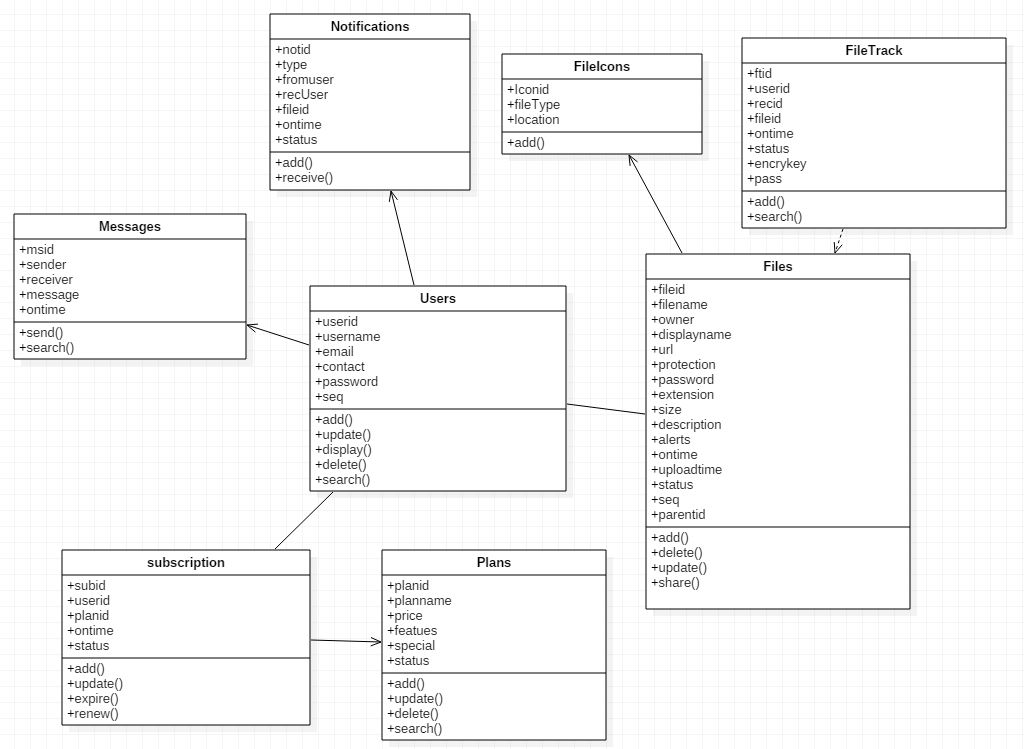 Notifications
+notid
+type
+fromuser
+recUser
+fileid
+ontime
+status
+add()
+receive()
FileIcons
+Iconid
+fileType
+location
+add()
FileTrack
+ftid
+userid
+recid
+fileid
+ontime
+status
+encrykey
+pass
+add()
+search()
Messages
+msid
+sender
+receiver
+message
+ontime
+send()
+search()
Users
+userid
+username
+email
+contact
+password
+seq
+add()
+update()
+display()
+delete()
+search()
Files
+fileid
+filename
+owner
+displayname
+url
+protection
+password
+extension
+size
+description
+alerts
+ontime
+uploadtime
+status
+seq
+parentid
+add()
+delete()
+update()
+share()
subscription
+subid
+userid
+planid
+ontime
+status
+add()
+update()
+expire()
+renew()
Plans
+planid
+planname
+price
+featues
+special
+status
+add()
+update()
+delete()
+search()